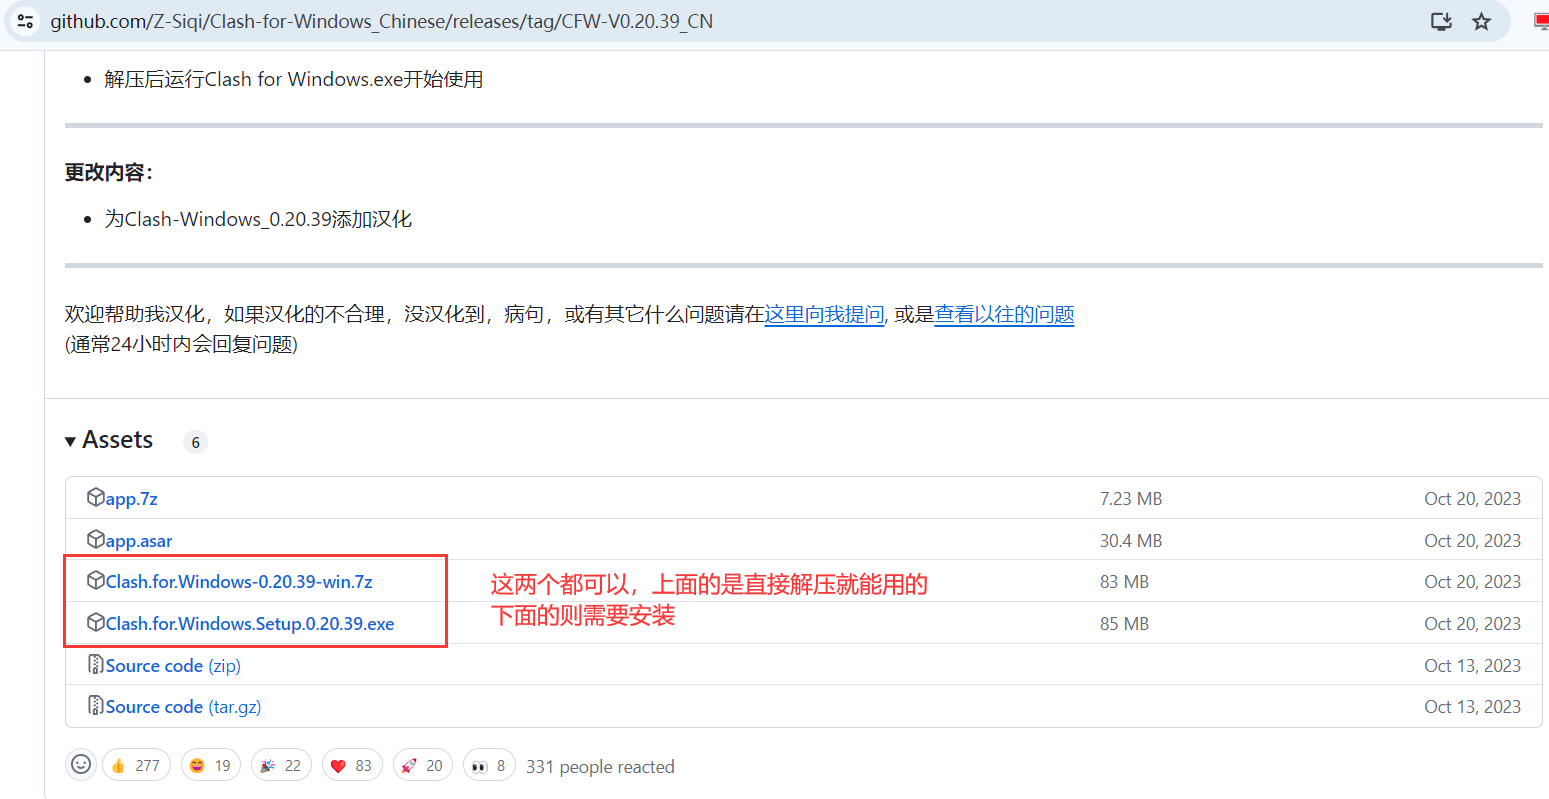 github.com/Z-Siqi/Clash-for-Windows_Chinese/releases/tag/CFW-V0.20.39_CN
解压后运行Clash for Windows.exe开始使用
更改内容：
为Clash-Windows_0.20.39添加汉化
欢迎帮助我汉化，如果汉化的不合理，没汉化到，病句，或有其它什么问题请在这里向我提问, 或是查看以往的问题
(通常24小时内会回复问题)
Assets 6
app.7z 7.23 MB Oct 20, 2023
app.asar 30.4 MB Oct 20, 2023
Clash.for.Windows-0.20.39-win.7z 83 MB Oct 20, 2023
这两个都可以，上面的是直接解压就能用的
下面的则需要安装
Clash.for.Windows.Setup.0.20.39.exe 85 MB Oct 20, 2023
Source code (zip) Oct 13, 2023
Source code (tar.gz) Oct 13, 2023
277 19 22 83 20 8 331 people reacted